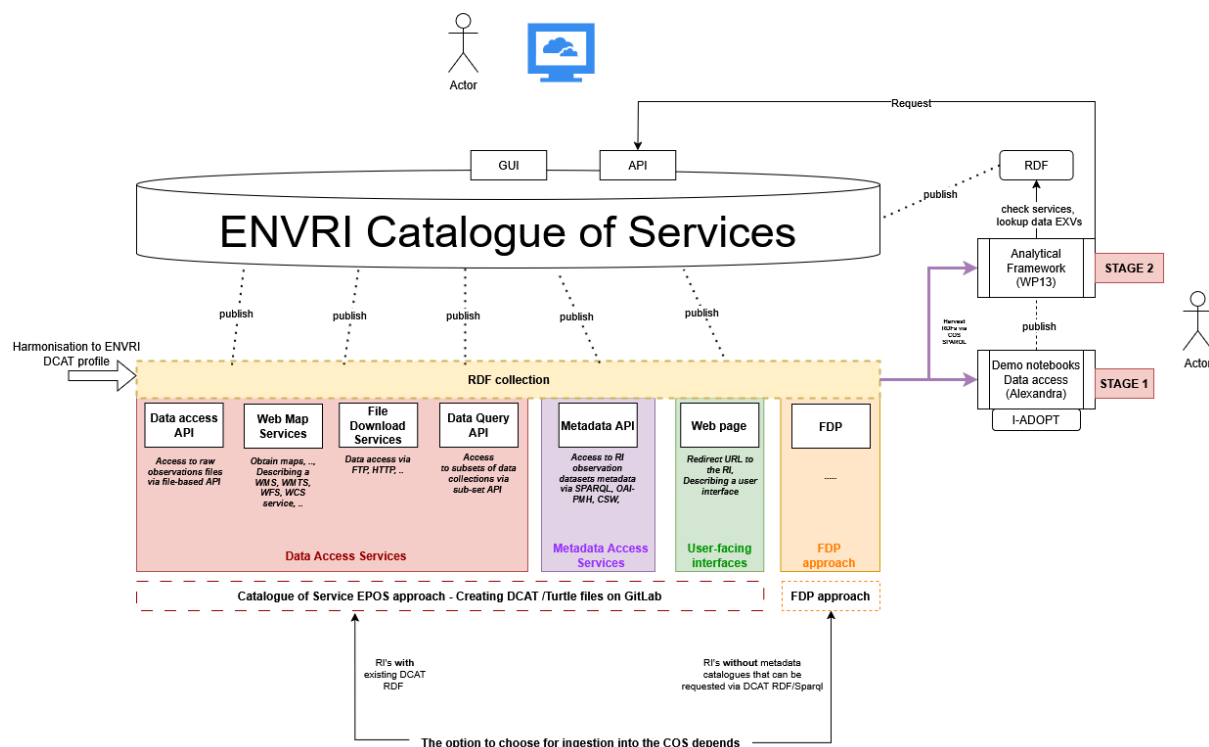 Actor
Request
GUI
API
RDF
publish
ENVRI Catalogue of Services
check services,
lookup data EXVs
Analytical
Framework
(WP13)
STAGE 2
publish
publish
publish
publish
publish
Harvest
RDFs via
COS
SPARQL
publish
Actor
Harmonisation to ENVRI
DCAT profile
RDF collection
Demo notebooks
Data access
(Alexandra)
STAGE 1
I-ADOPT
Data access
API
Access to raw
observations files
via file-based API
Web Map
Services
Obtain maps, ..,
Describing a
WMS, WMTS,
WFS, WCS
service, ..
File
Download
Services
Data access via
FTP, HTTP, ..
Data Query
API
Access
to subsets of data
collections via
sub-set API
Metadata API
Access to RI
observation
datasets metadata
via SPARQL, OAI-
PMH, CSW,
Web page
Redirect URL to
the RI,
Describing a user
interface
FDP
-----
Data Access Services
Metadata Access
Services
User-facing
interfaces
FDP
approach
Catalogue of Service EPOS approach - Creating DCAT /Turtle files on GitLab
FDP approach
RI's with
existing DCAT
RDF
RI's without metadata
catalogues that can be
requested via DCAT RDF/Sparql
The option to choose for ingestion into the COS depends